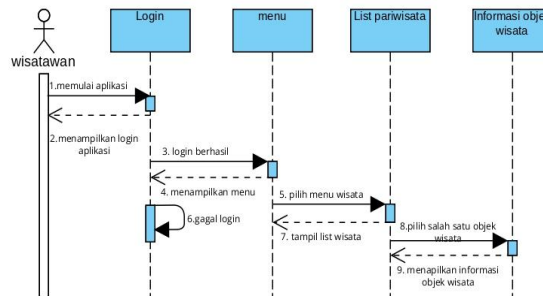 Login
menu
List pariwisata
Informasi obje
wisata
wisatawan
1.memulai aplikasi
2.menampilkan login
aplikasi
3. login berhasil
4. menampilkan menu
5. pilih menu wisata
6.gagal login
7. tampil list wisata
8.pilih salah satu objek
wisata
9. menapilkan informasi
objek wisata